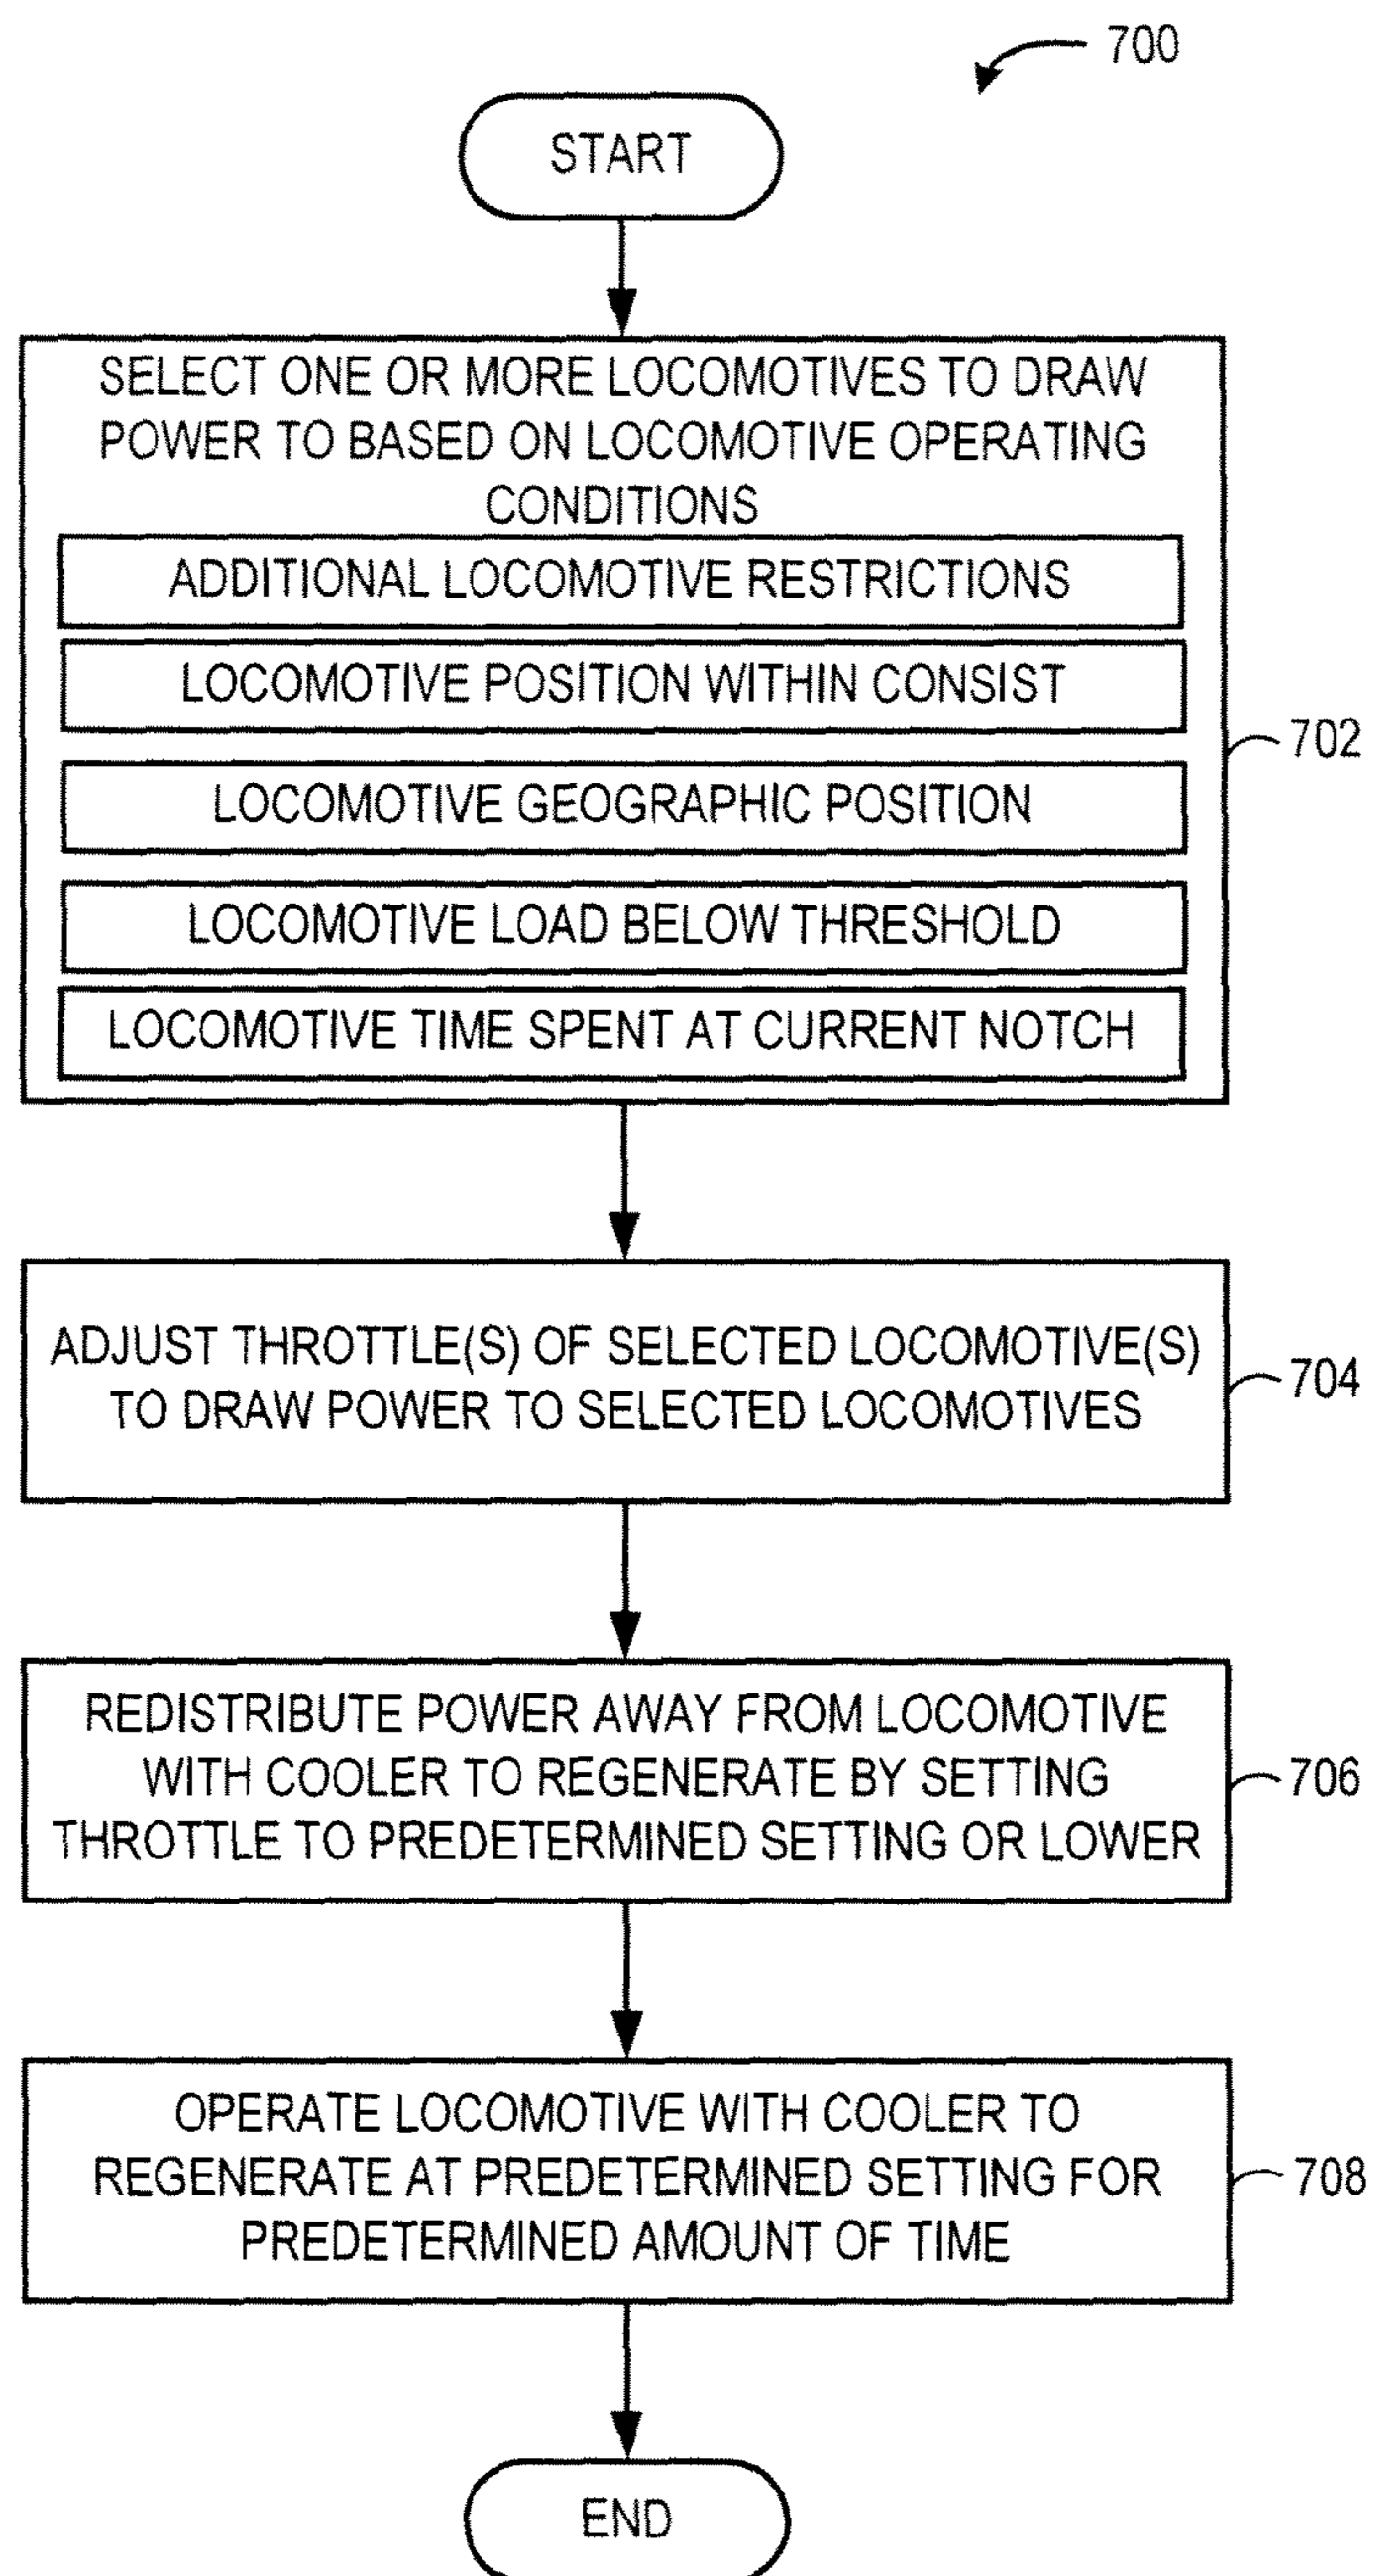 700
START
SELECT ONE OR MORE LOCOMOTIVES TO DRAW
POWER TO BASED ON LOCOMOTIVE OPERATING
CONDITIONS
ADDITIONAL LOCOMOTIVE RESTRICTIONS
LOCOMOTIVE POSITION WITHIN CONSIST
702
LOCOMOTIVE GEOGRAPHIC POSITION
LOCOMOTIVE LOAD BELOW THRESHOLD
LOCOMOTIVE TIME SPENT AT CURRENT NOTCH
ADJUST THROTTLE(S) OF SELECTED LOCOMOTIVE(S)
TO DRAW POWER TO SELECTED LOCOMOTIVES
704
REDISTRIBUTE POWER AWAY FROM LOCOMOTIVE
WITH COOLER TO REGENERATE BY SETTING
THROTTLE TO PREDETERMINED SETTING OR LOWER
706
OPERATE LOCOMOTIVE WITH COOLER TO
REGENERATE AT PREDETERMINED SETTING FOR
PREDETERMINED AMOUNT OF TIME
708
END